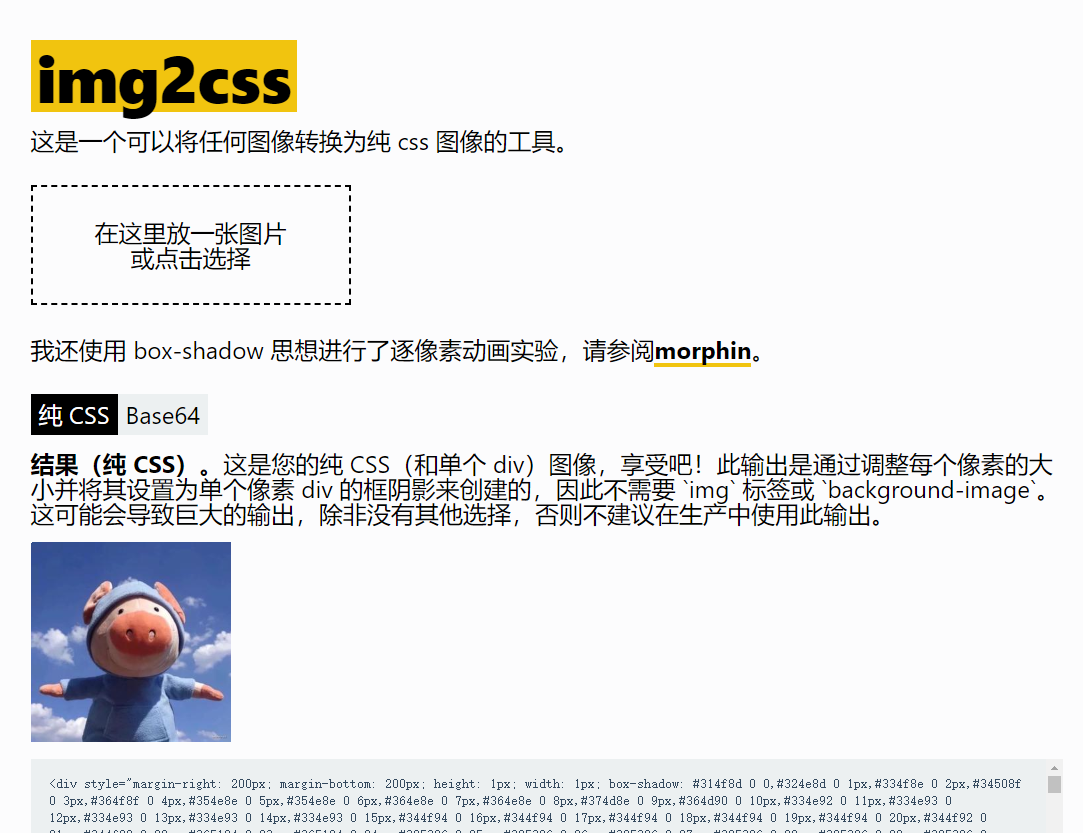 img2css
这是一个可以将任何图像转换为纯 css 图像的工具。
在这里放一张图片
或点击选择
我还使用 box-shadow 思想进行了逐像素动画实验，请参阅morphin。
纯 CSS Base64
结果（纯 CSS）。这是您的纯 CSS（和单个 div）图像，享受吧！此输出是通过调整每个像素的大
小并将其设置为单个像素 div 的框阴影来创建的，因此不需要 `img` 标签或 `background-image`。
这可能会导致巨大的输出，除非没有其他选择，否则不建议在生产中使用此输出。
<div style="margin-right: 200px; margin-bottom: 200px; height: 1px; width: 1px; box-shadow: #314f8d 0 0,#324e8d 0 1px,#334f8e 0 2px,#34508f
0 3px,#364f8f 0 4px,#354e8e 0 5px,#354e8e 0 6px,#364e8e 0 7px,#364e8e 0 8px,#374d8e 0 9px,#364d90 0 10px,#334e92 0 11px,#334e93 0
12px,#334e93 0 13px,#334e93 0 14px,#334e93 0 15px,#344f94 0 16px,#344f94 0 17px,#344f94 0 18px,#344f94 0 19px,#344f94 0 20px,#344f92 0